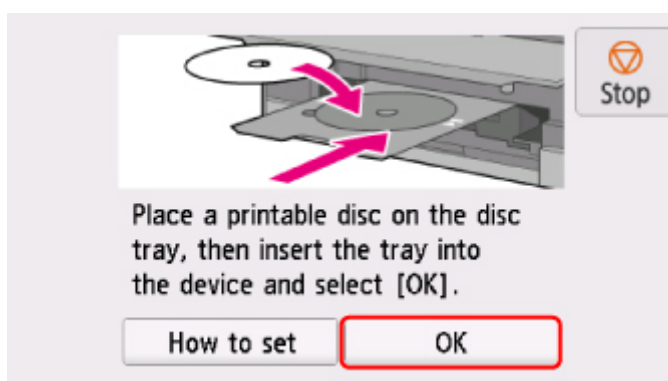 Stop
Place a printable disc on the disc
tray, then insert the tray into
the device and select [OK].
How to set
OK